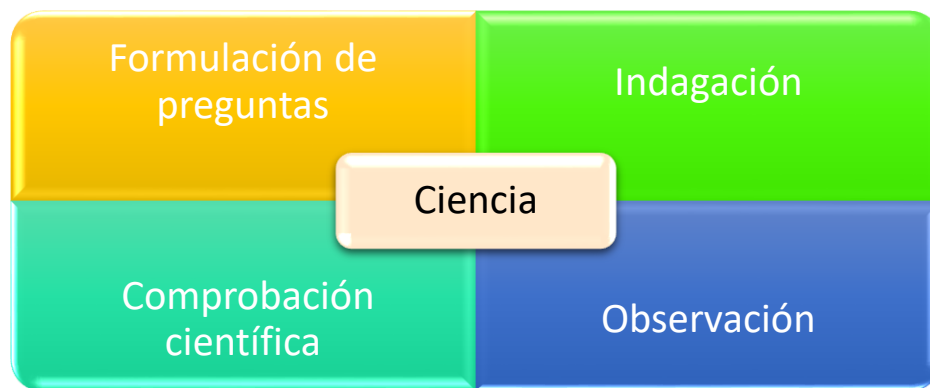 Formulación de
preguntas
Indagación
Ciencia
Comprobación
científica
Observación